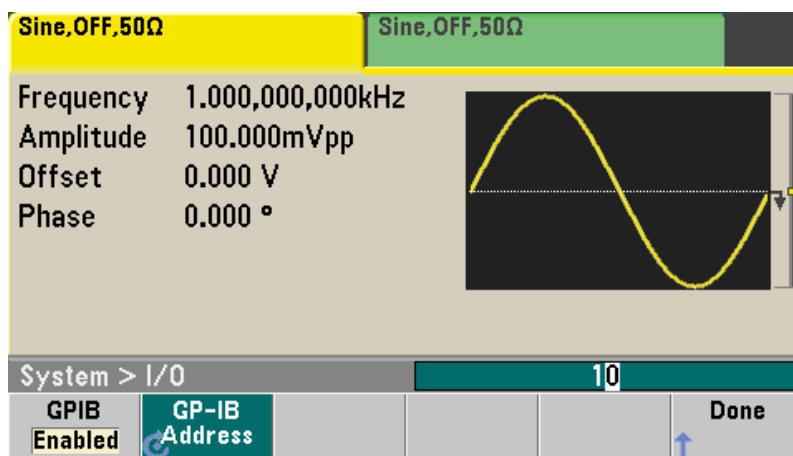 Sine,OFF,50Ω
Sine,OFF,50Ω
Frequency 1.000,000,000kHz
Amplitude 100.000mVpp
Offset 0.000 V
Phase 0.000 °
System > I/O
10
GPIB
Enabled
GP-IB
Address
Done